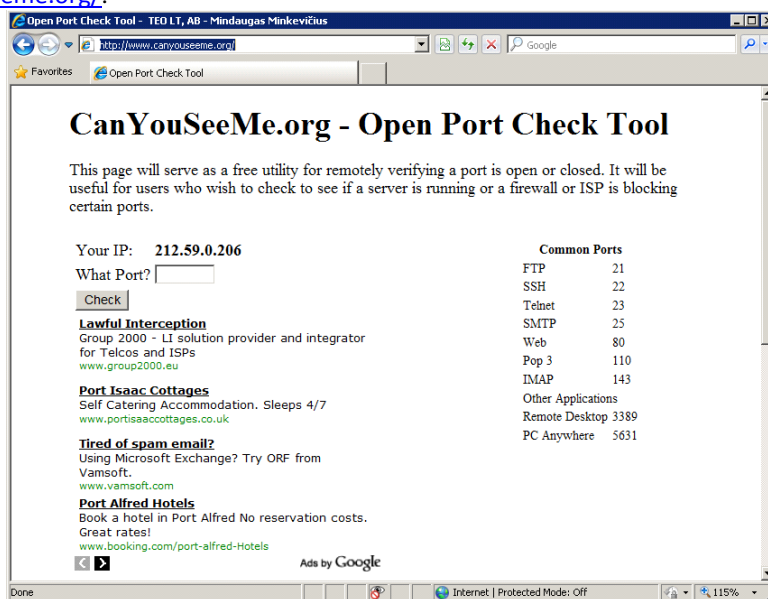 eme.org/.
Open Port Check Tool - TEO LT, AB - Mindaugas Minkevičius
http://www.canyouseeme.org/
Google
Favorites
Open Port Check Tool
CanYouSeeMe.org - Open Port Check Tool
This page will serve as a free utility for remotely verifying a port is open or closed. It will be
useful for users who wish to check to see if a server is running or a firewall or ISP is blocking
certain ports.
Your IP: 212.59.0.206
What Port?
Check
Lawful Interception
Group 2000 - LI solution provider and integrator
for Telcos and ISPs
www.group2000.eu
Port Isaac Cottages
Self Catering Accommodation. Sleeps 4/7
www.portisaaccottages.co.uk
Tired of spam email?
Using Microsoft Exchange? Try ORF from
Vamsoft.
www.vamsoft.com
Port Alfred Hotels
Book a hotel in Port Alfred No reservation costs.
Great rates!
www.booking.com/port-alfred-Hotels
Ads by Google
Common Ports
FTP 21
SSH 22
Telnet 23
SMTP 25
Web 80
Pop 3 110
IMAP 143
Other Applications
Remote Desktop 3389
PC Anywhere 5631
Done
Internet | Protected Mode: Off
115%